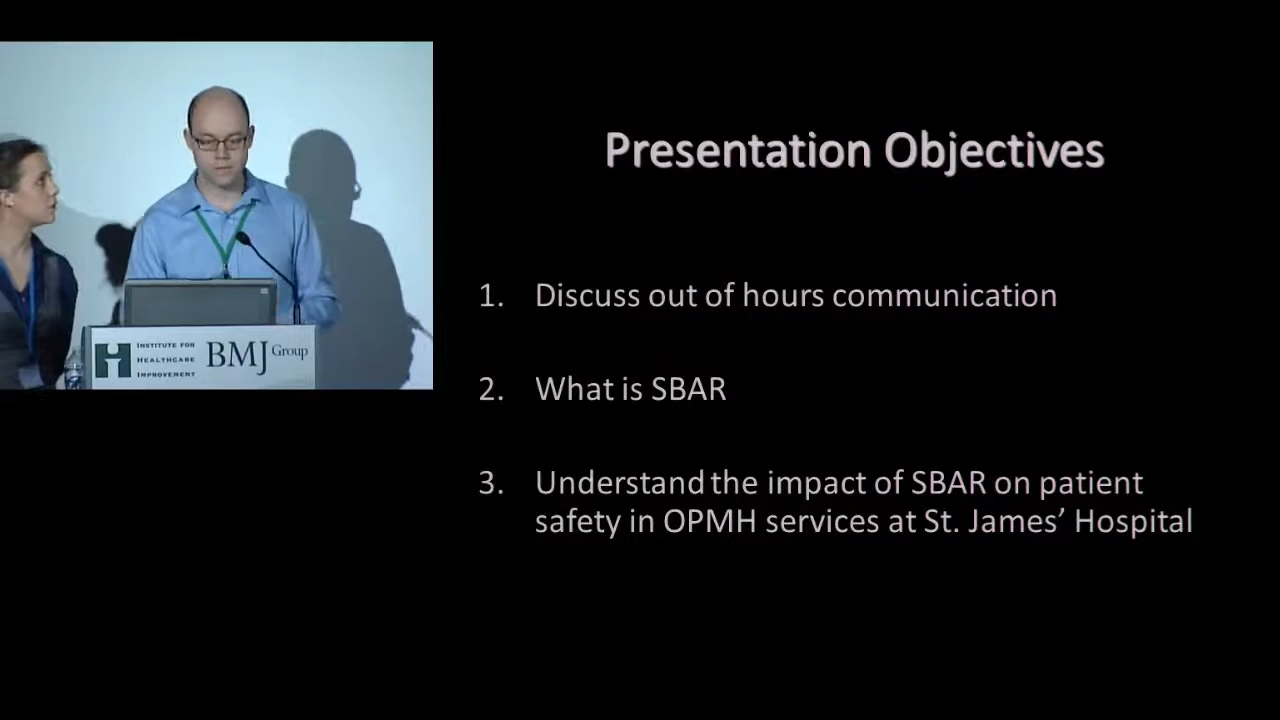 Presentation Objectives
1. Discuss out of hours communication
2. What is SBAR
3. Understand the impact of SBAR on patient
safety in OPMH services at St. James’ Hospital
INSTITUTE FOR
HEALTHCARE
IMPROVEMENT
BMJ Group